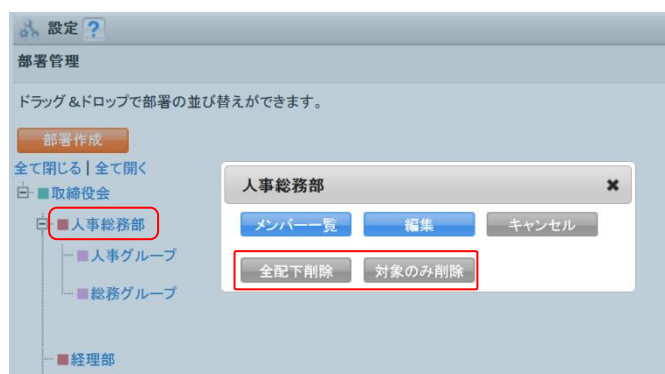 設定 ?
部署管理
ドラッグ&ドロップで部署の並び替えができます。
部署作成
全て閉じる | 全て開く
取締役会
人事総務部
人事グループ
総務グループ
経理部
人事総務部 ✖
メンバー一覧 編集 キャンセル
全配下削除 対象のみ削除